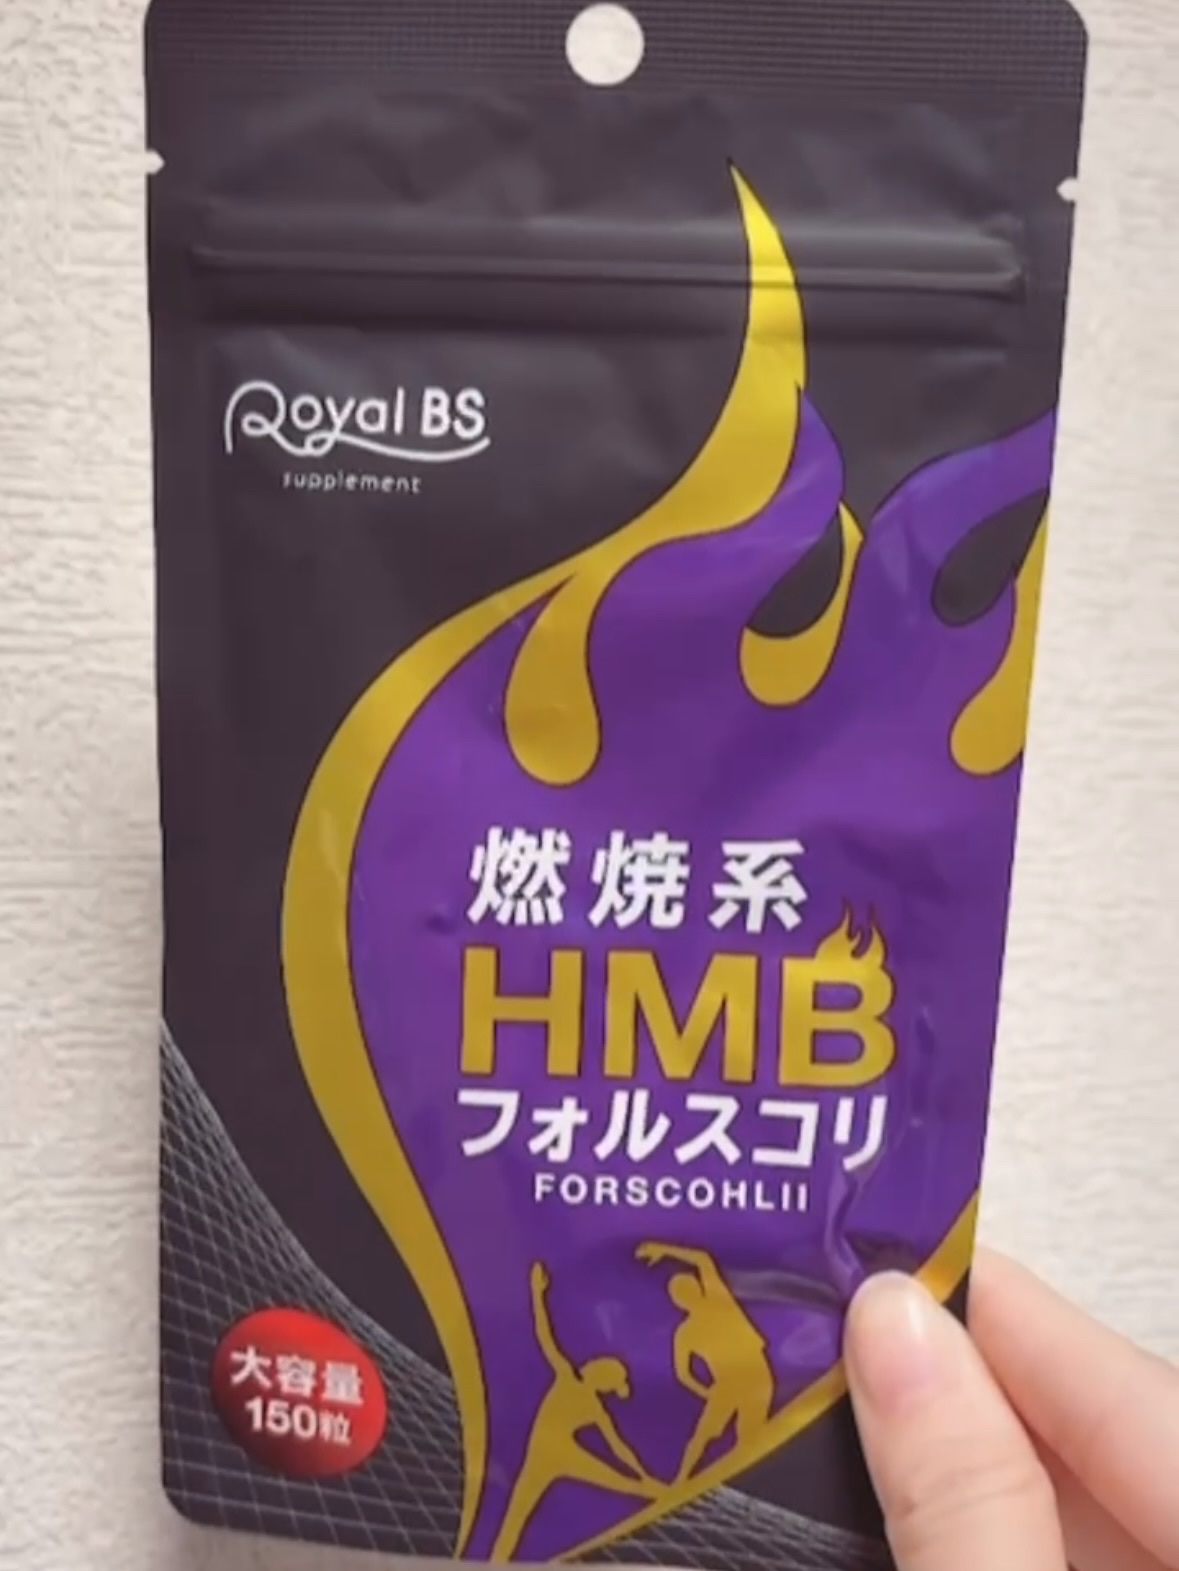 Royal BS
supplement
燃焼系
HMB
フォルスコリ
FORSCOHLII
大容量
150粒